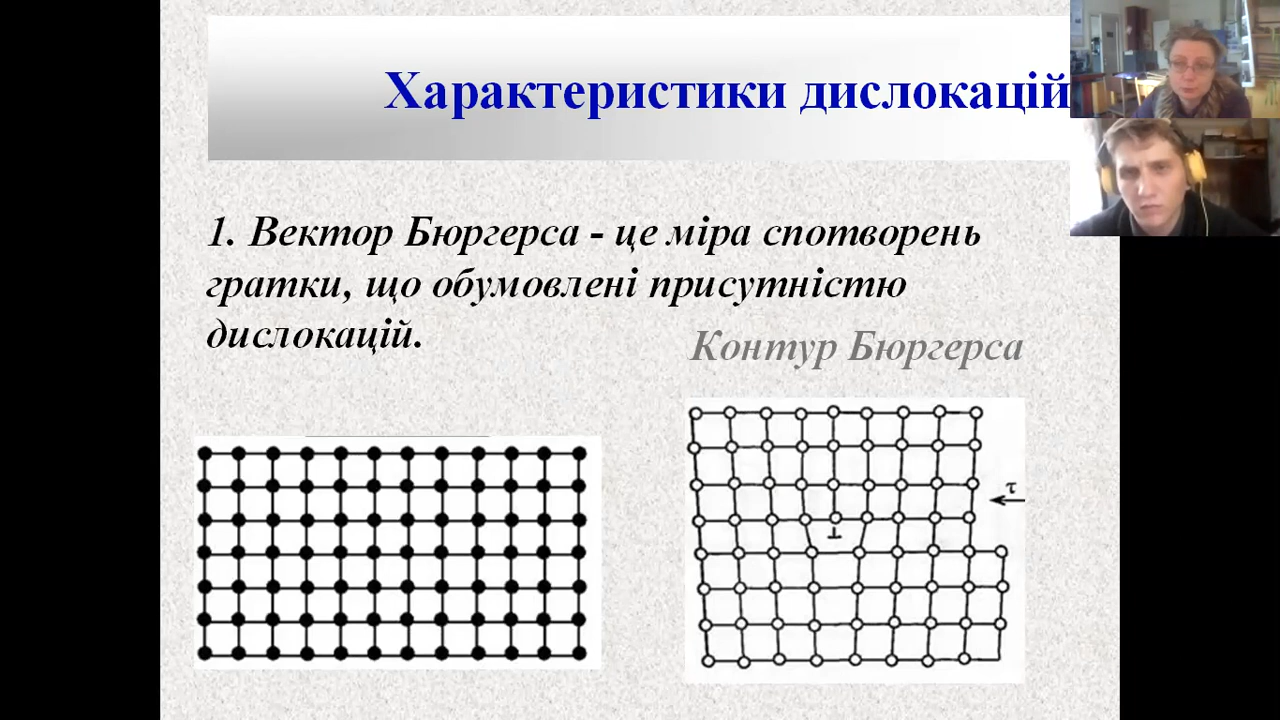 Характеристики дислокацій
1. Вектор Бюргерса - це міра спотворень
гратки, що обумовлені присутністю
дислокацій.
Контур Бюргерса
τ
⊥